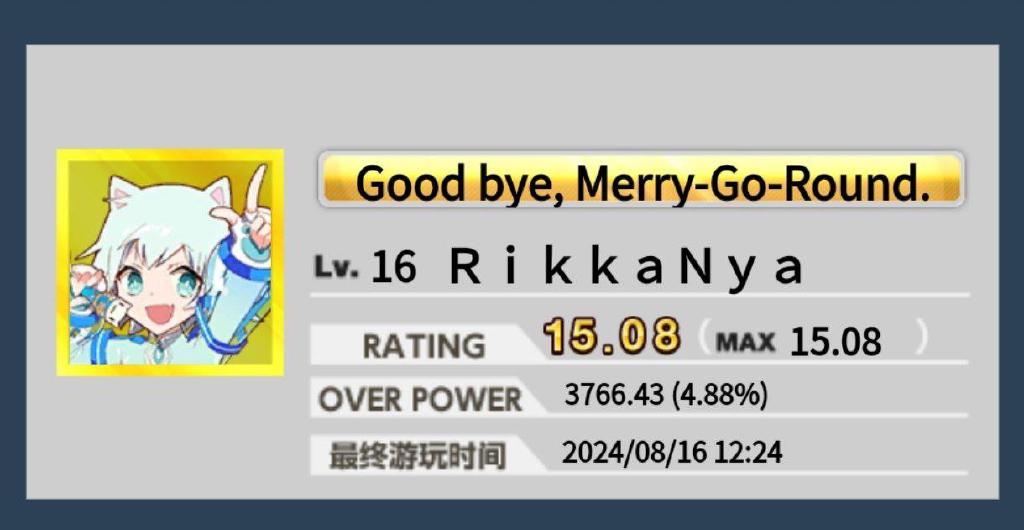 Good bye, Merry-Go-Round.
Lv. 16 ＲｉｋｋａＮｙａ
RATING 15.08 (MAX 15.08 )
OVER POWER 3766.43 (4.88%)
最终游玩时间 2024/08/16 12:24